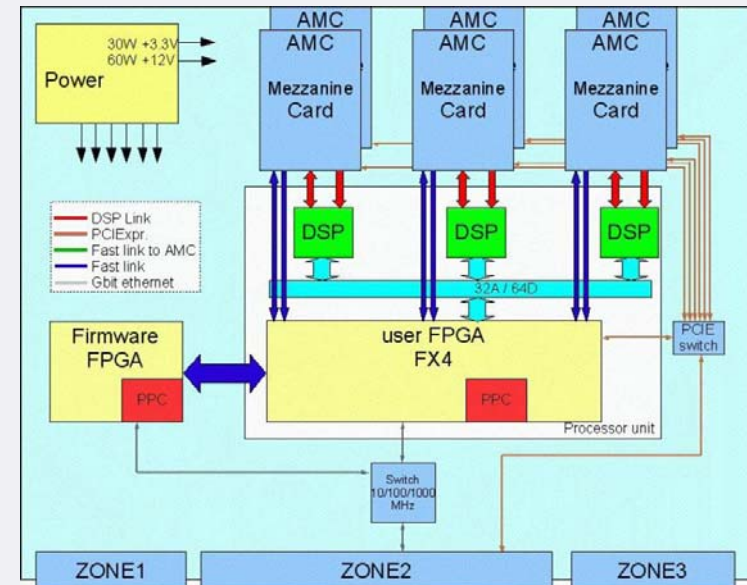 AMC
AMC
AMC
AMC
AMC
AMC
Mezzanine
Card
Mezzanine
Card
Mezzanine
Card
30W +3.3V
60W +12V
Power
DSP Link
PCIExpr.
Fast link to AMC
Fast link
Gbit ethernet
DSP
DSP
DSP
32A / 64D
Firmware
FPGA
PPC
user FPGA
FX4
PPC
PCIE
switch
Processor unit
Switch
10/100/1000
MHz
ZONE1
ZONE2
ZONE3